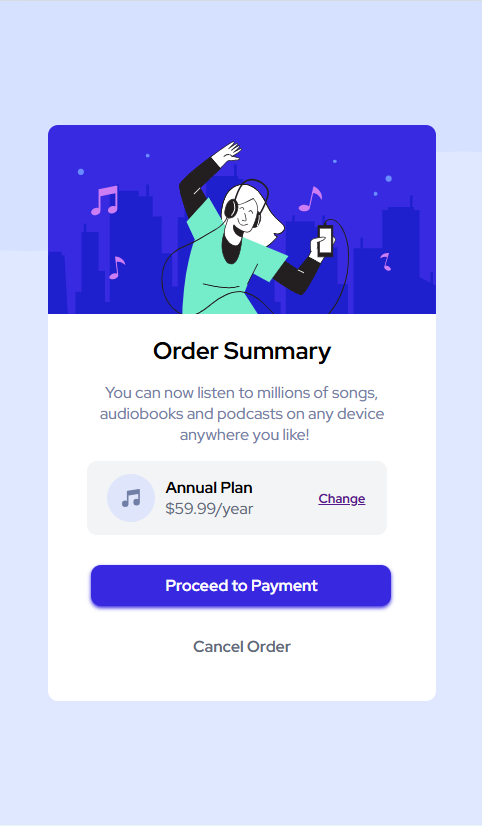 Order Summary
You can now listen to millions of songs,
audiobooks and podcasts on any device
anywhere you like!
Annual Plan
$59.99/year
Change
Proceed to Payment
Cancel Order